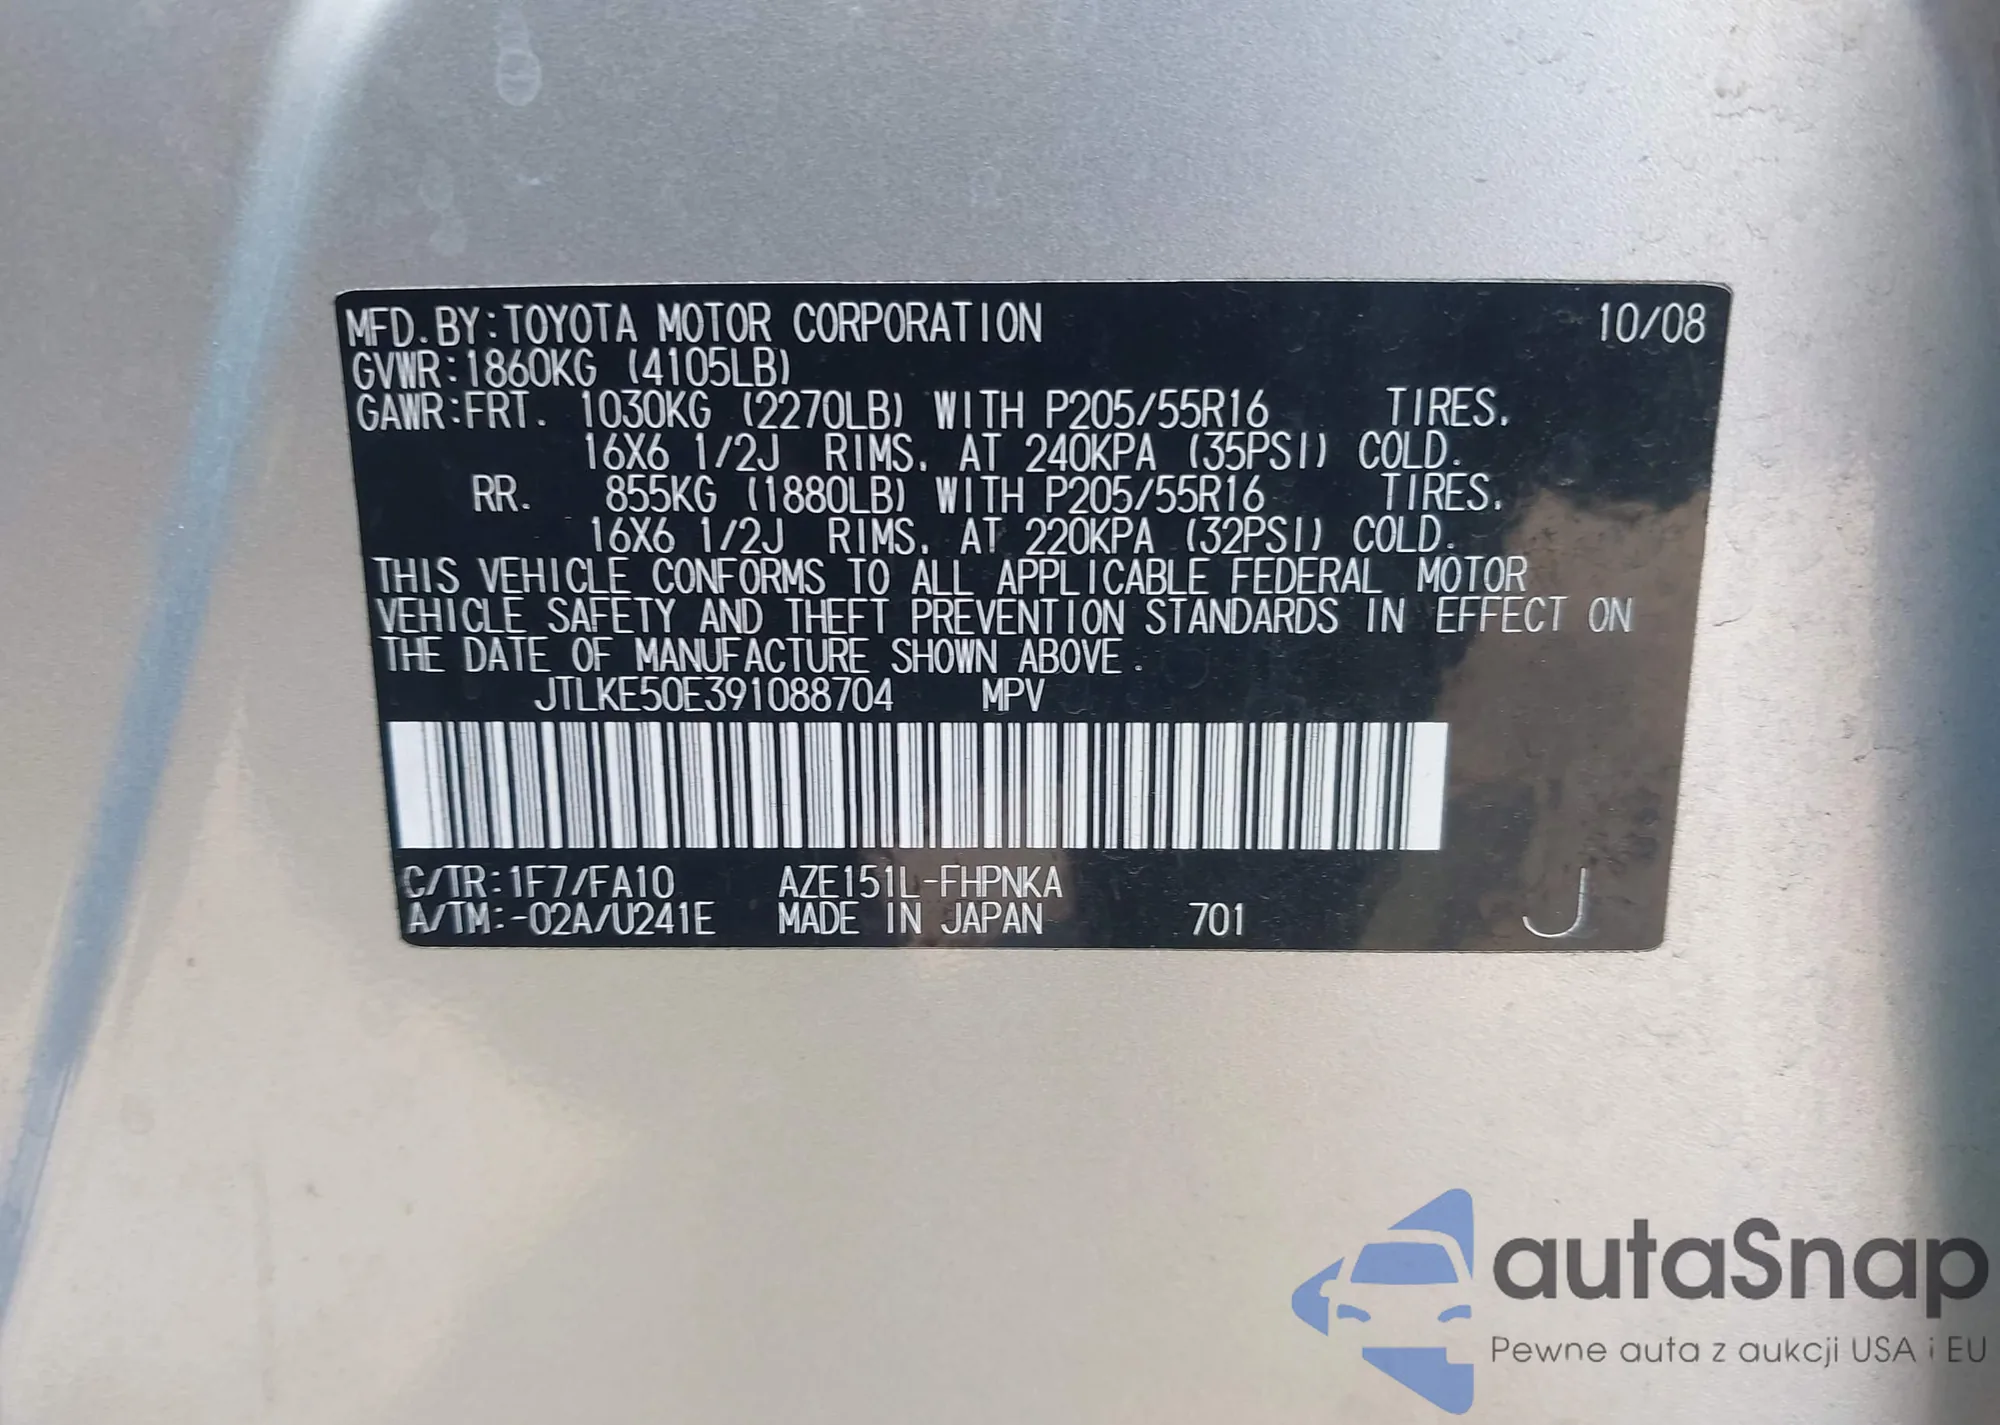 MFD.BY:TOYOTA MOTOR CORPORATION 10/08
GVWR:1860KG (4105LB)
GAWR:FRT. 1030KG (2270LB) WITH P205/55R16 TIRES,
16X6 1/2J RIMS, AT 240KPA (35PSI) COLD.
RR. 855KG (1880LB) WITH P205/55R16 TIRES,
16X6 1/2J RIMS, AT 220KPA (32PSI) COLD.
THIS VEHICLE CONFORMS TO ALL APPLICABLE FEDERAL MOTOR
VEHICLE SAFETY AND THEFT PREVENTION STANDARDS IN EFFECT ON
THE DATE OF MANUFACTURE SHOWN ABOVE.
JTLKE50E391088704 MPV
C/TR:1F7/FA10 AZE151L-FHPNKA
A/TM:-02A/U241E MADE IN JAPAN 701 J
autaSnap
Pewne auta z aukcji USA i EU